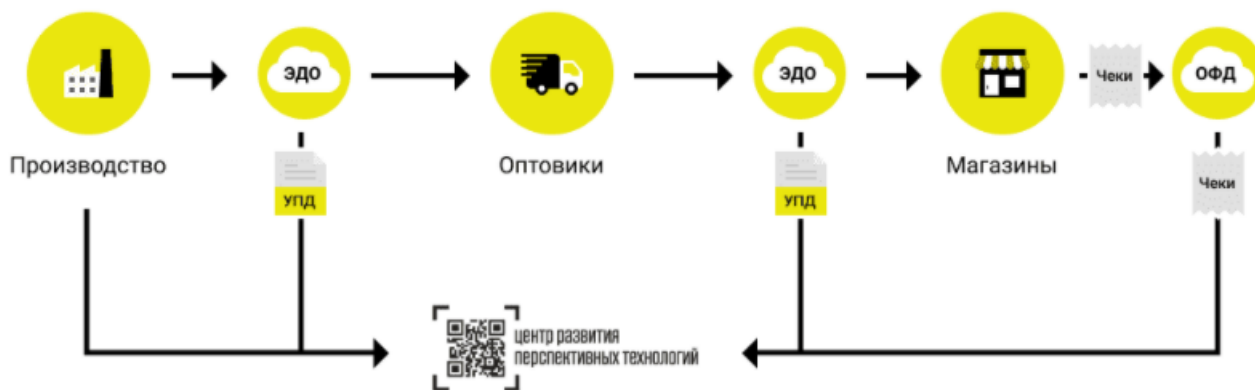 ЭДО
ЭДО
Чеки
ОФД
Производство
Оптовики
Магазины
УПД
УПД
Чеки
центр развития
перспективных технологий